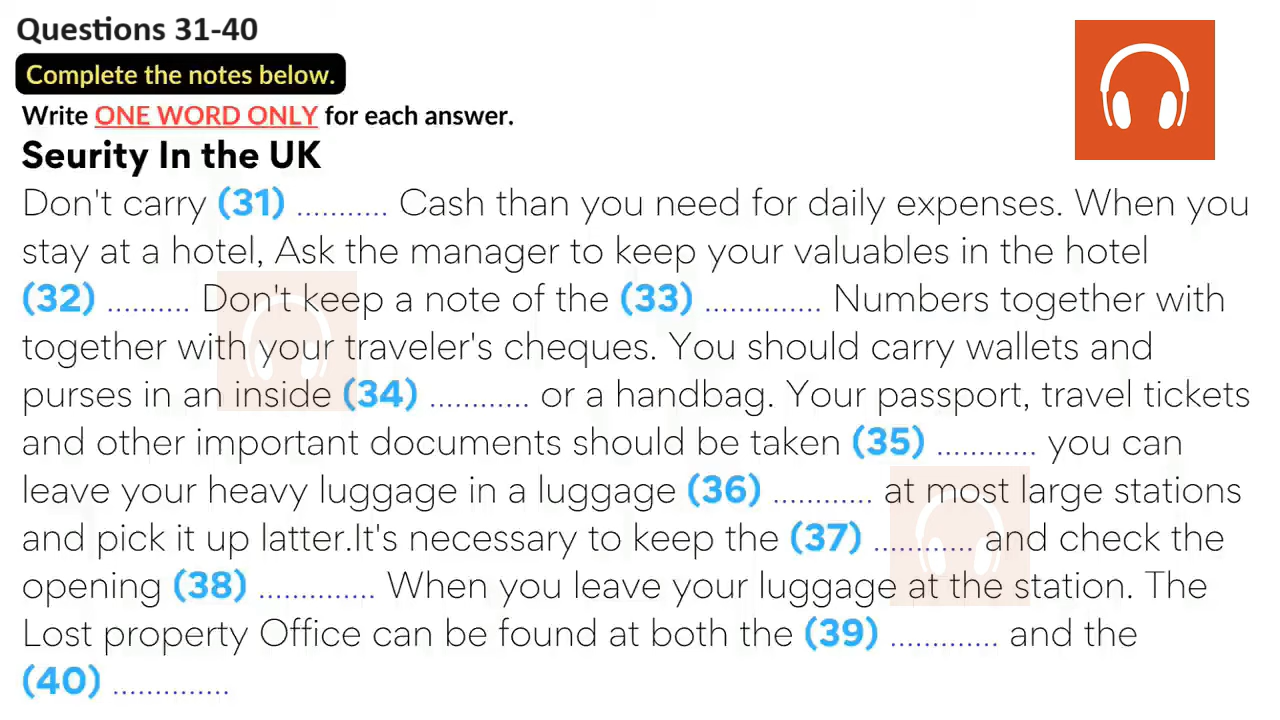 Questions 31-40
Complete the notes below.
Write ONE WORD ONLY for each answer.
Seurity In the UK
Don't carry (31) ........... Cash than you need for daily expenses. When you
stay at a hotel, Ask the manager to keep your valuables in the hotel
(32) .......... Don't keep a note of the (33) .............. Numbers together with
together with your traveler's cheques. You should carry wallets and
purses in an inside (34) ............ or a handbag. Your passport, travel tickets
and other important documents should be taken (35) ............ you can
leave your heavy luggage in a luggage (36) ............ at most large stations
and pick it up latter.It's necessary to keep the (37) ............ and check the
opening (38) .............. When you leave your luggage at the station. The
Lost property Office can be found at both the (39) ............. and the
(40) ..............